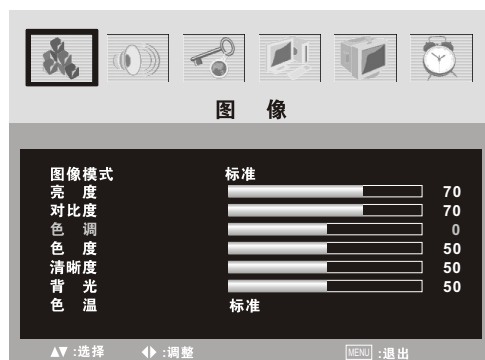 图 像
图像模式 标准
亮 度 70
对比度 70
色 调 0
色 度 50
清晰度 50
背 光 50
色 温 标准
▲▼ :选择 ◀▶ :调整 MENU :退出